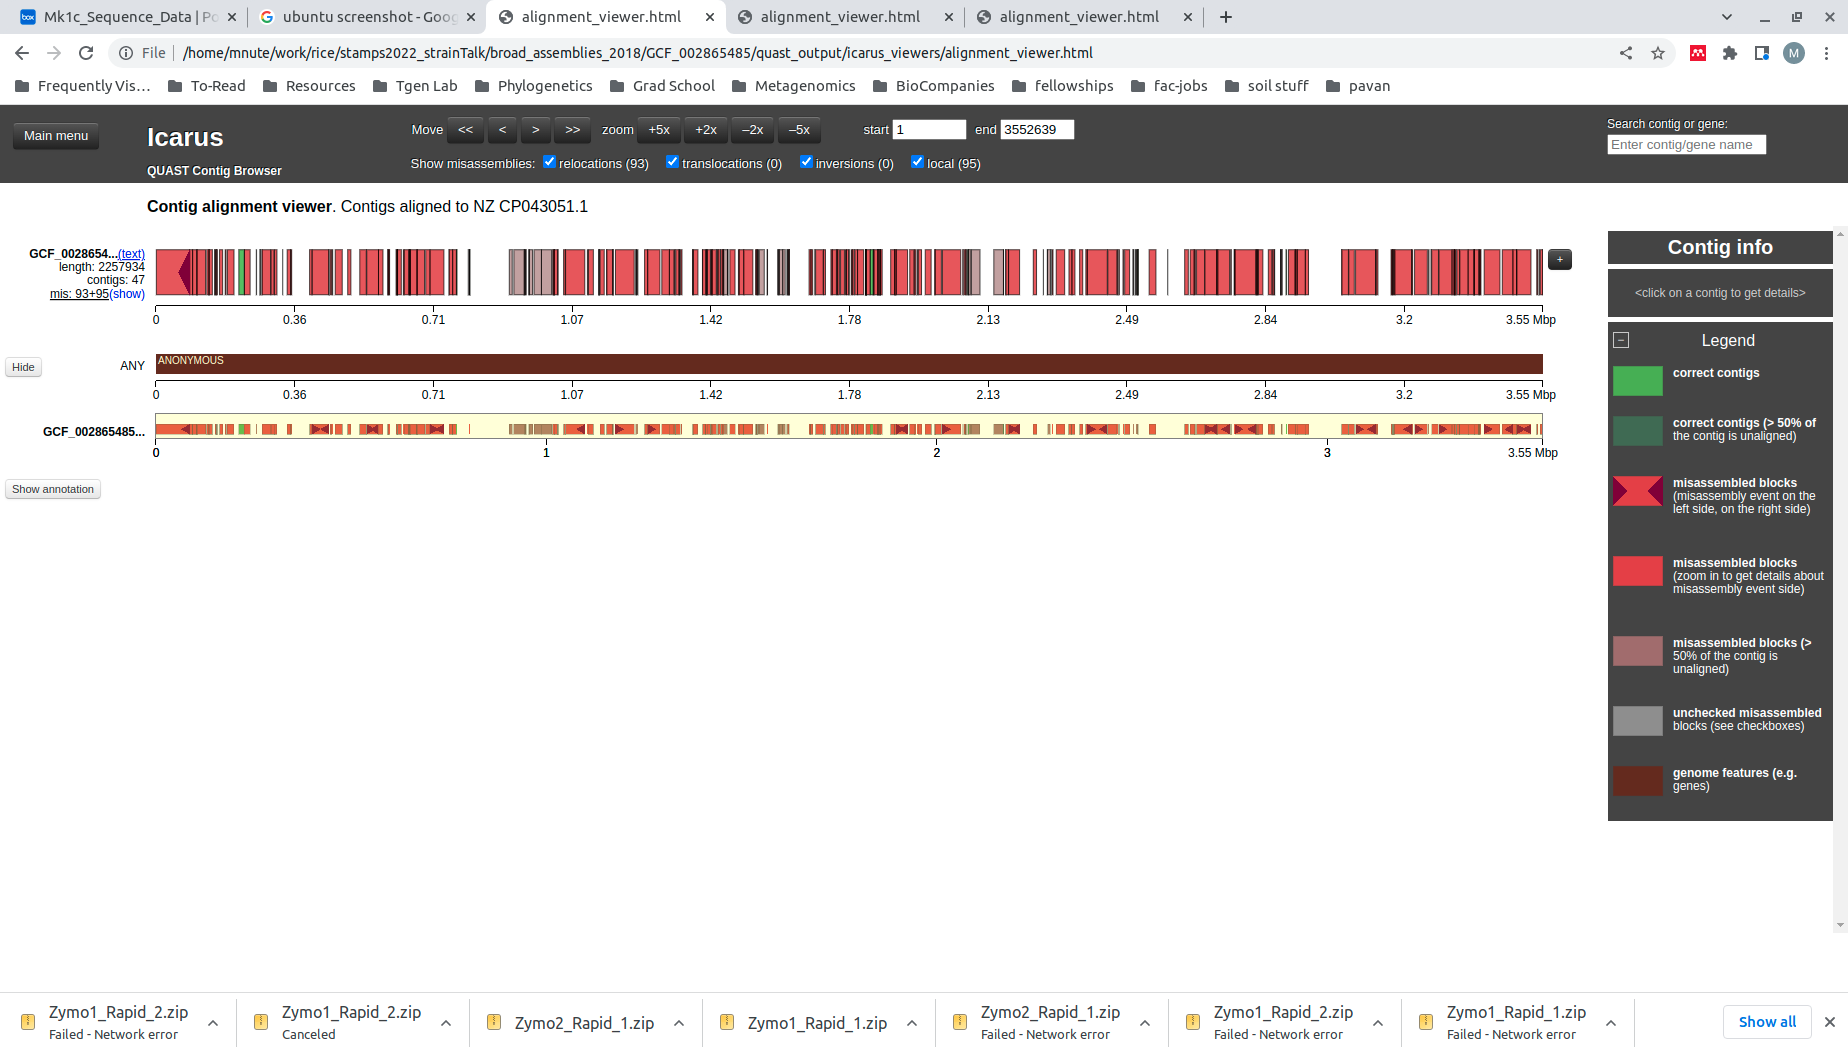 Mk1c_Sequence_Data | Po
ubuntu screenshot - Goog
alignment_viewer.html
alignment_viewer.html
alignment_viewer.html
File
/home/mnute/work/rice/stamps2022_strainTalk/broad_assemblies_2018/GCF_002865485/quast_output/icarus_viewers/alignment_viewer.html
M
Frequently Vis… To-Read Resources Tgen Lab Phylogenetics Grad School Metagenomics BioCompanies fellowships fac-jobs soil stuff pavan
Main menu
Icarus
QUAST Contig Browser
Move << < > >> zoom +5x +2x –2x –5x start 1 end 3552639
Show misassemblies: relocations (93) translocations (0) inversions (0) local (95)
Search contig or gene:
Enter contig/gene name
Contig alignment viewer. Contigs aligned to NZ CP043051.1
GCF_0028654...(text)
length: 2257934
contigs: 47
mis: 93+95(show)
+
0 0.36 0.71 1.07 1.42 1.78 2.13 2.49 2.84 3.2 3.55 Mbp
Hide
ANY
ANONYMOUS
0 0.36 0.71 1.07 1.42 1.78 2.13 2.49 2.84 3.2 3.55 Mbp
GCF_002865485...
0 1 2 3 3.55 Mbp
Show annotation
Contig info
<click on a contig to get details>
Legend
correct contigs
correct contigs (> 50% of
the contig is unaligned)
misassembled blocks
(misassembly event on the
left side, on the right side)
misassembled blocks
(zoom in to get details about
misassembly event side)
misassembled blocks (>
50% of the contig is
unaligned)
unchecked misassembled
blocks (see checkboxes)
genome features (e.g.
genes)
Zymo1_Rapid_2.zip
Failed - Network error
Zymo1_Rapid_2.zip
Canceled
Zymo2_Rapid_1.zip
Zymo1_Rapid_1.zip
Zymo2_Rapid_1.zip
Failed - Network error
Zymo1_Rapid_2.zip
Failed - Network error
Zymo1_Rapid_1.zip
Failed - Network error
Show all